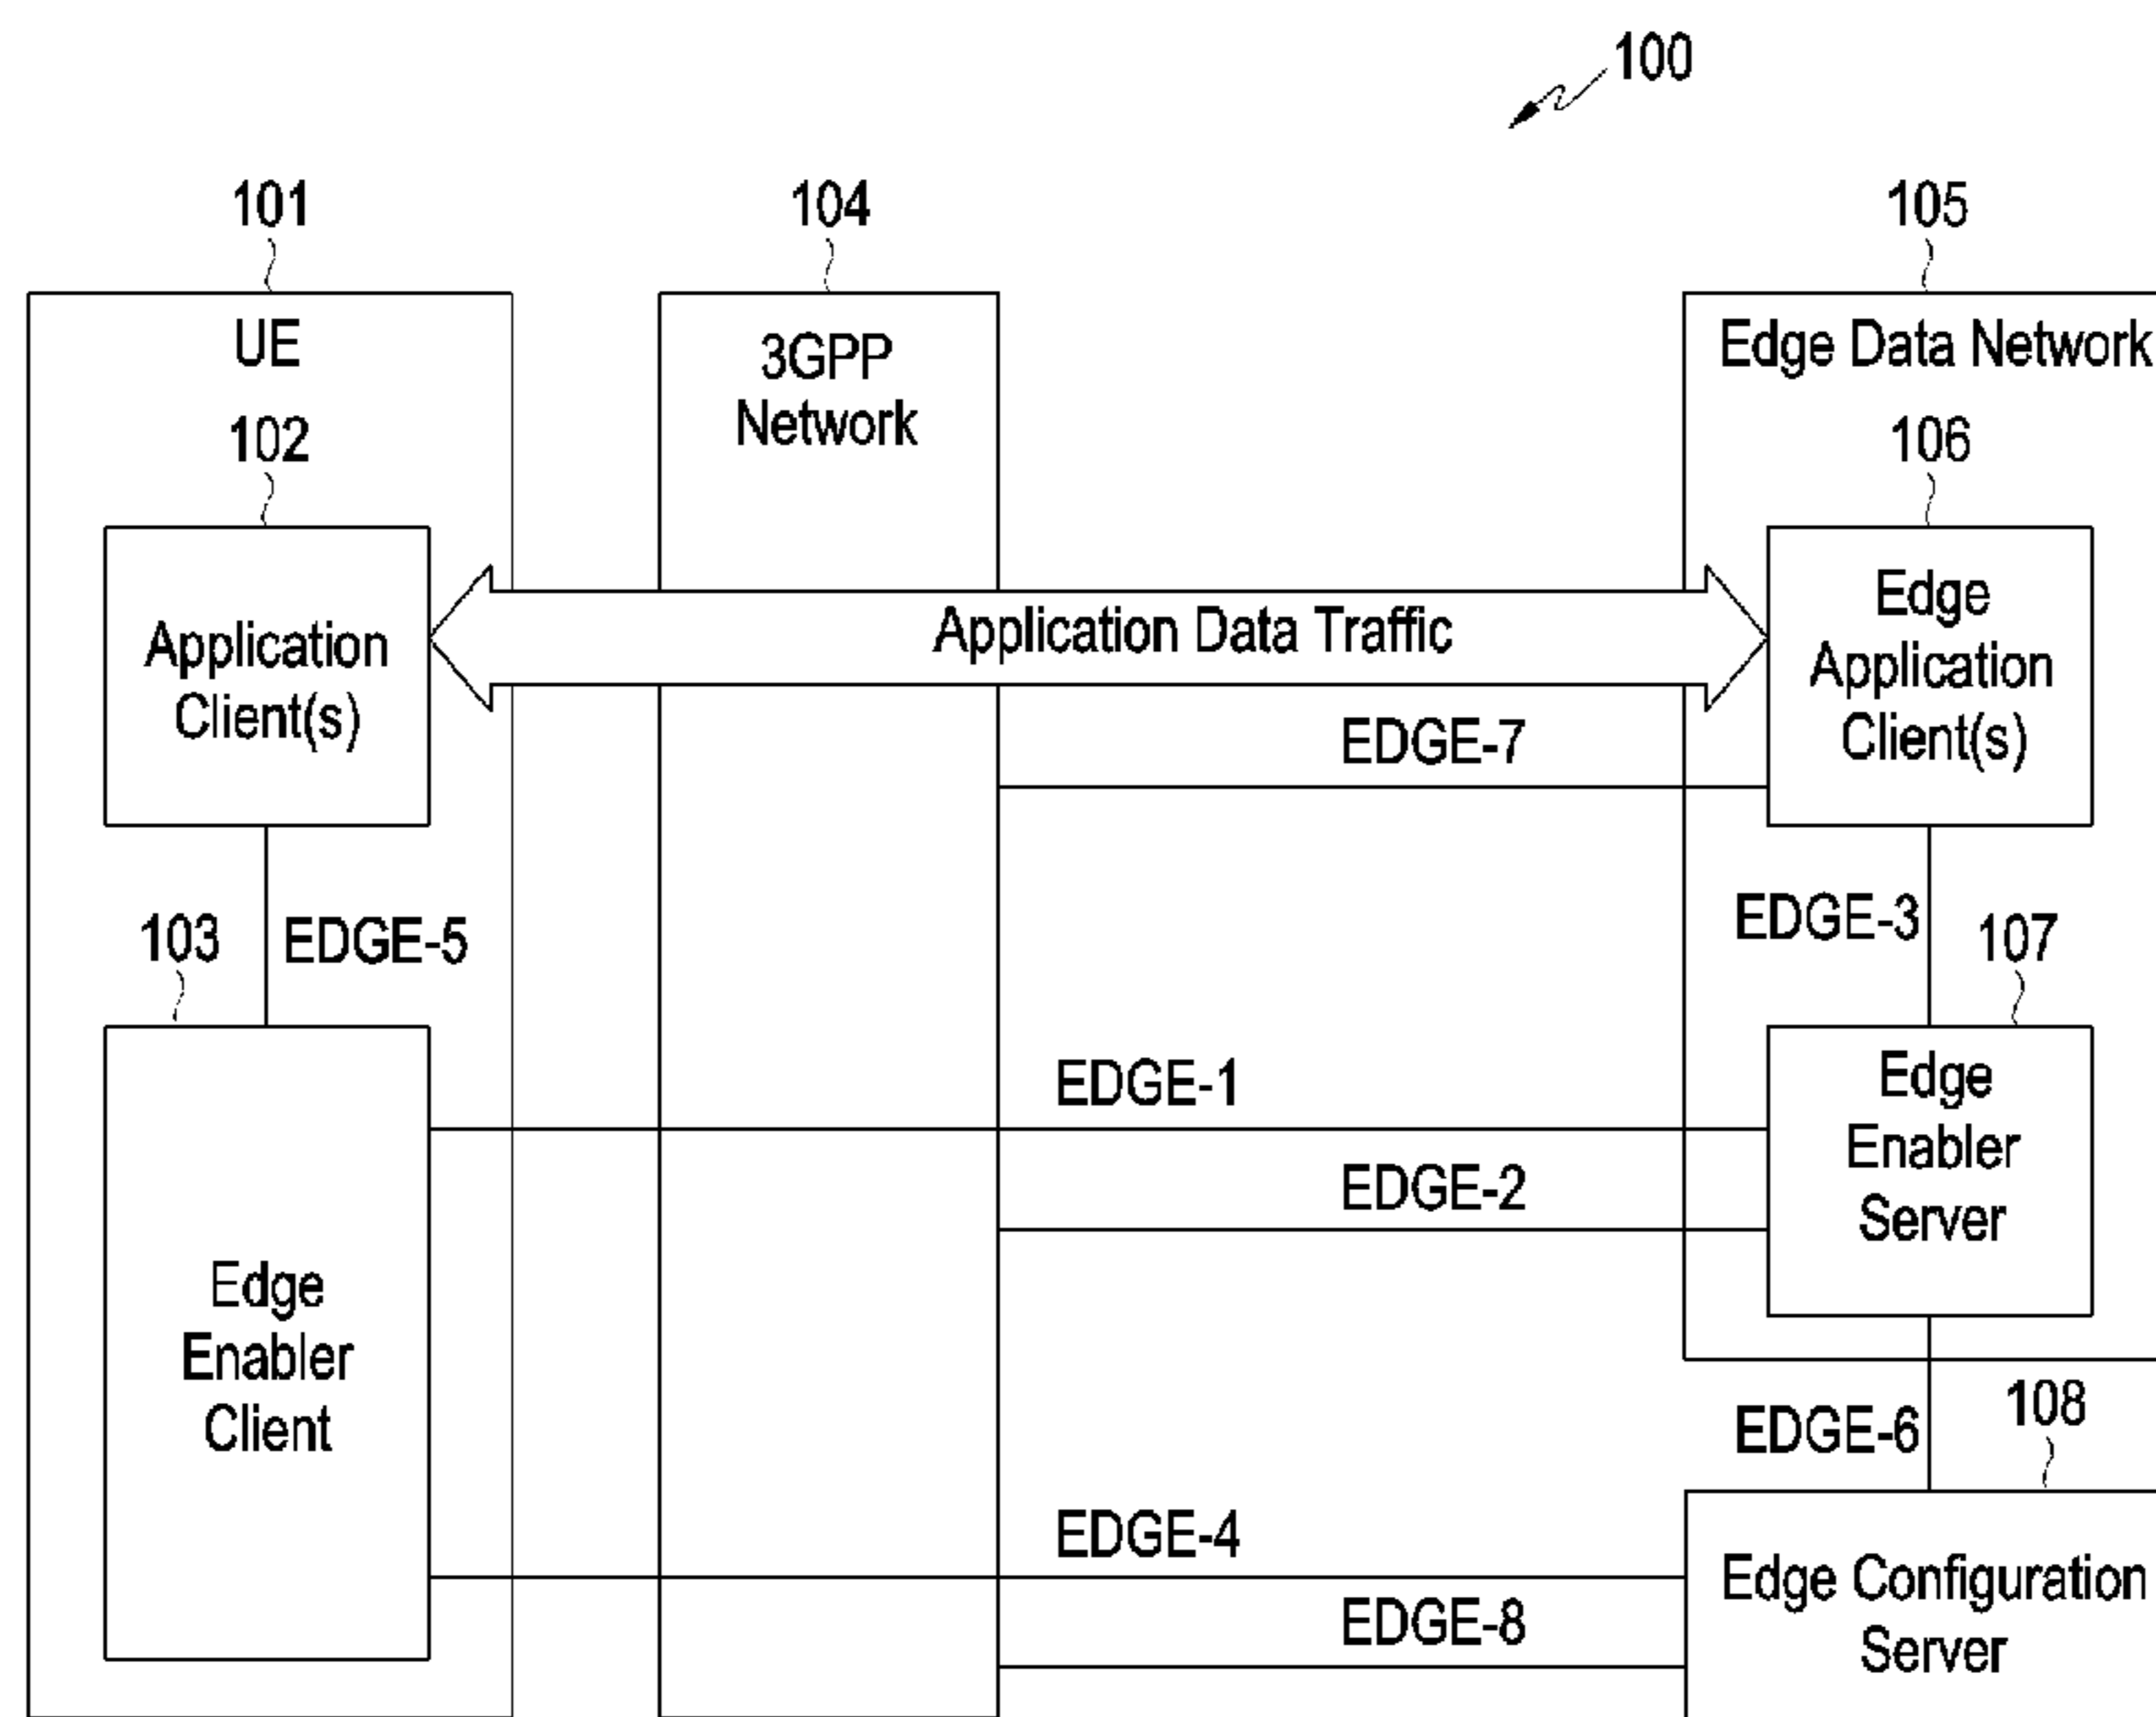 100
101
104
105
UE
3GPP
Network
Edge Data Network
102
106
Application
Client(s)
Application Data Traffic
Edge
Application
Client(s)
EDGE-7
103
EDGE-5
EDGE-3
107
EDGE-1
EDGE-2
Edge
Enabler
Server
Edge
Enabler
Client
EDGE-6
108
EDGE-4
EDGE-8
Edge Configuration
Server